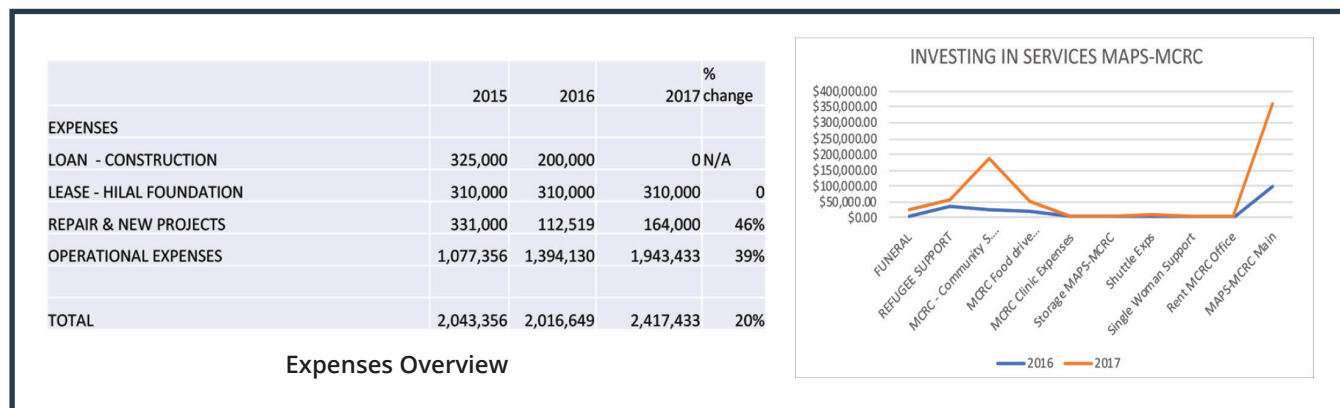 2015 2016 2017 % change
EXPENSES
LOAN - CONSTRUCTION 325,000 200,000 0 N/A
LEASE - HILAL FOUNDATION 310,000 310,000 310,000 0
REPAIR & NEW PROJECTS 331,000 112,519 164,000 46%
OPERATIONAL EXPENSES 1,077,356 1,394,130 1,943,433 39%
TOTAL 2,043,356 2,016,649 2,417,433 20%
Expenses Overview
INVESTING IN SERVICES MAPS-MCRC
$400,000.00
$350,000.00
$300,000.00
$250,000.00
$200,000.00
$150,000.00
$100,000.00
$50,000.00
$0.00
FUNERAL
REFUGEE SUPPORT
MCRC - Community S...
MCRC Food drive...
MCRC Clinic Expenses
Storage MAPS-MCRC
Shuttle Exps
Single Woman Support
Rent MCRC Office
MAPS-MCRC Main
2016 2017